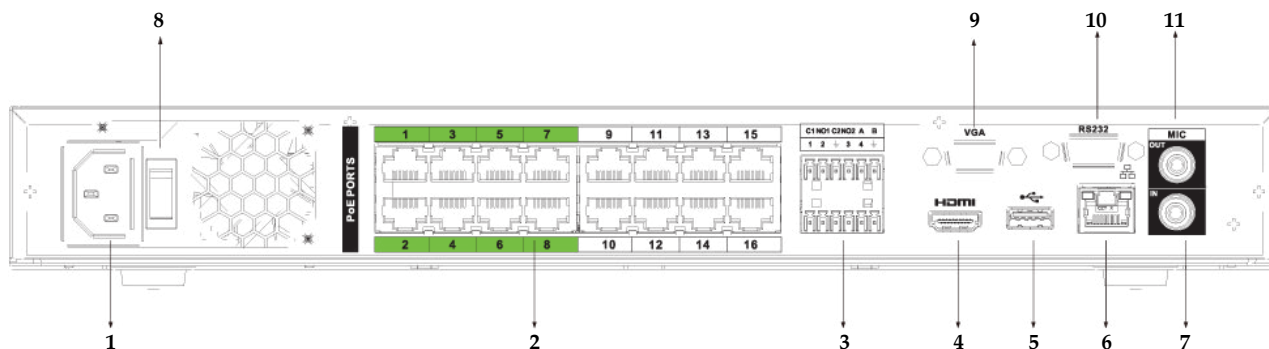 8 9 10 11
VGA
RS232
MIC
OUT
IN
PoE PORTS
1 3 5 7 9 11 13 15
2 4 6 8 10 12 14 16
C1 NO1 C2 NO2 A B
1 2 3 4
HDMI
1 2 3 4 5 6 7